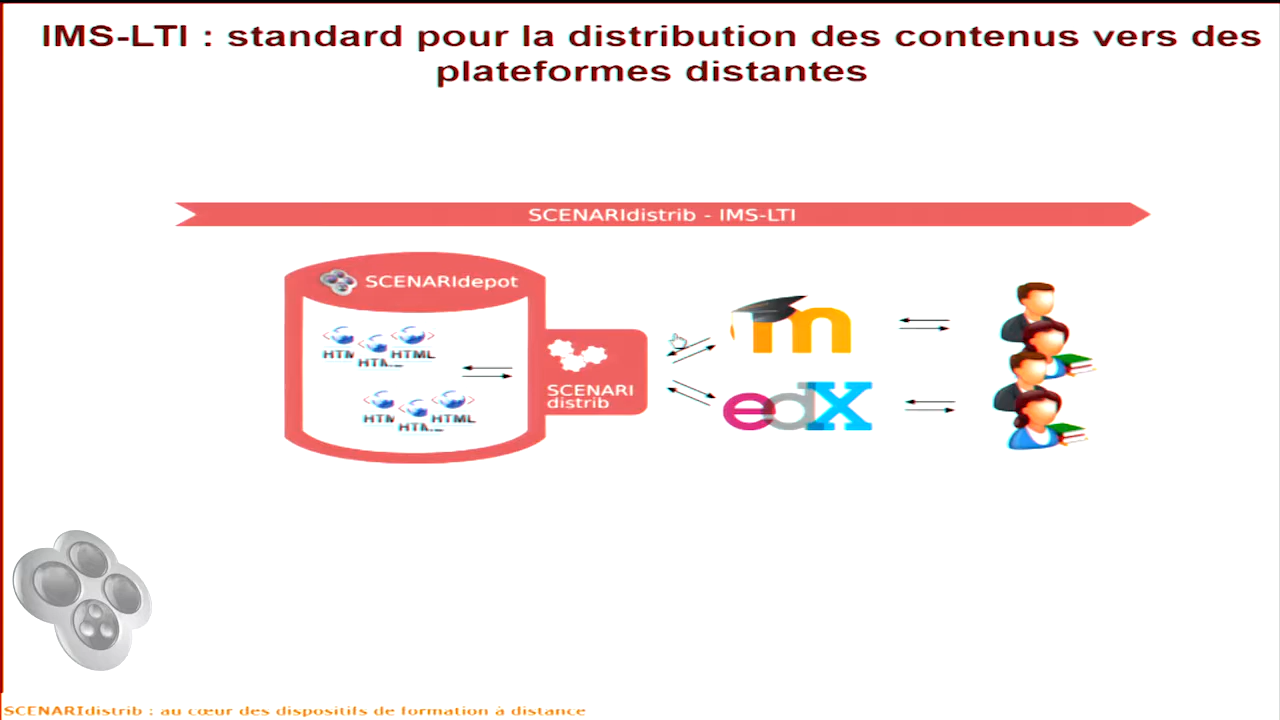 IMS-LTI : standard pour la distribution des contenus vers des
plateformes distantes
SCENARIdistrib - IMS-LTI
SCENARIdepot
HTML
HTML
SCENARI
distrib
m
edX
SCENARIdistrib : au cœur des dispositifs de formation à distance